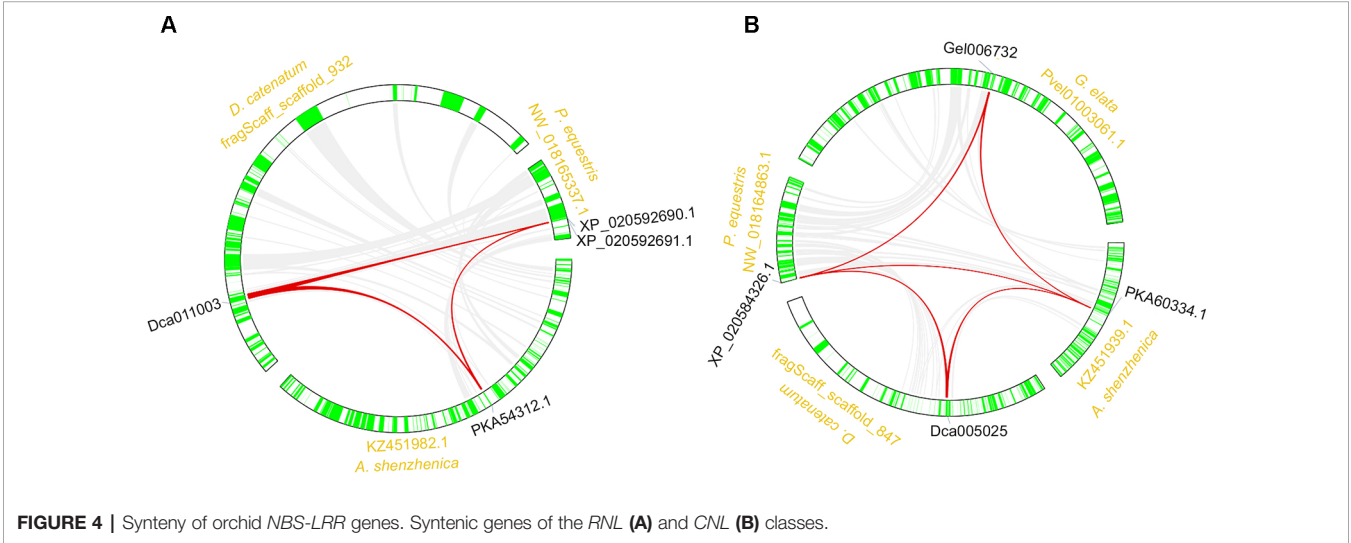 A
D. catenatum
fragScaff_scaffold_932
P. equestris
NW_018165337.1
XP_020592690.1
XP_020592691.1
Dca011003
PKA54312.1
KZ451982.1
A. shenzhenica
B
Gel006732
G. elata
Pvel01003061.1
P. equestris
NW_018164863.1
XP_020584326.1
PKA60334.1
KZ451939.1
A. shenzhenica
fragScaff_scaffold_847
D. catenatum
Dca005025
FIGURE 4 | Synteny of orchid NBS-LRR genes. Syntenic genes of the RNL (A) and CNL (B) classes.